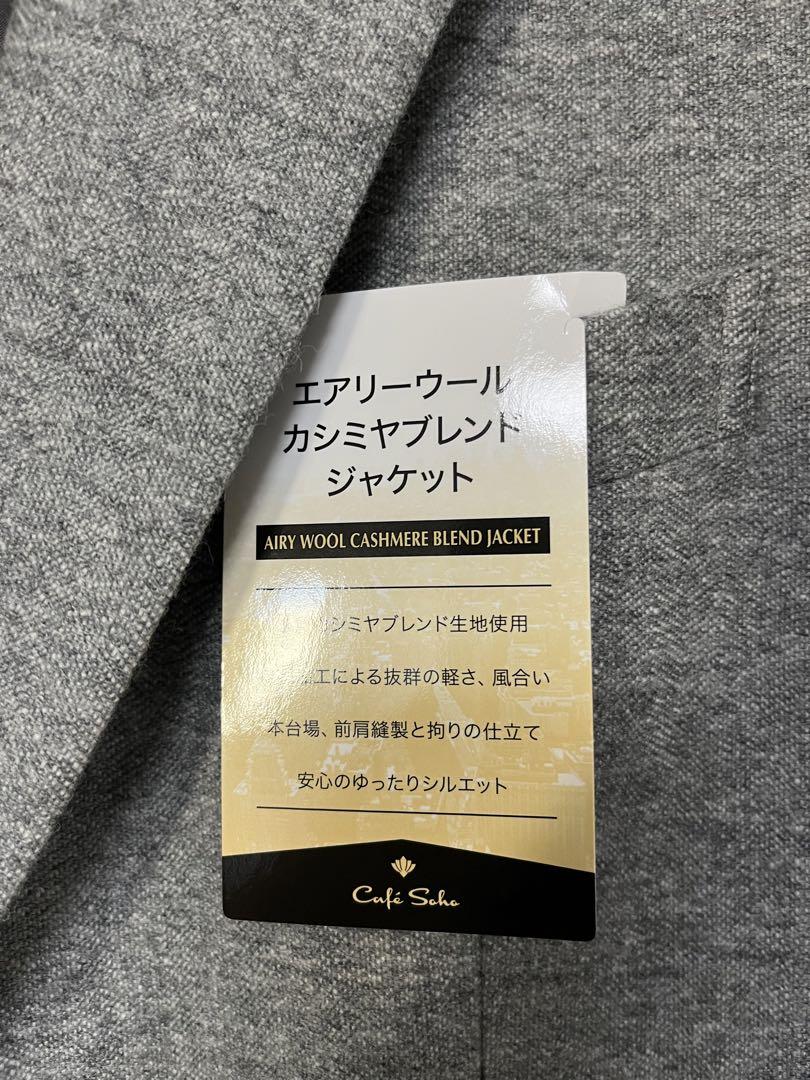 エアリーウール
カシミヤブレンド
ジャケット
AIRY WOOL CASHMERE BLEND JACKET
カシミヤブレンド生地使用
加工による抜群の軽さ、風合い
本台場、前肩縫製と拘りの仕立て
安心のゆったりシルエット
Café Soho